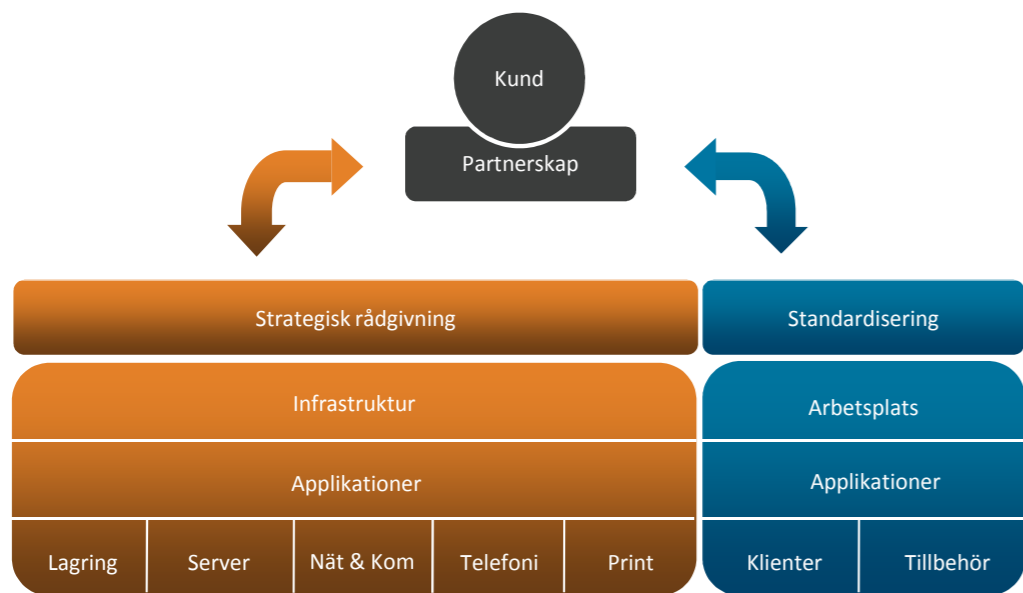 Kund
Partnerskap
Strategisk rådgivning
Standardisering
Infrastruktur
Arbetsplats
Applikationer
Applikationer
Lagring
Server
Nät & Kom
Telefoni
Print
Klienter
Tillbehör